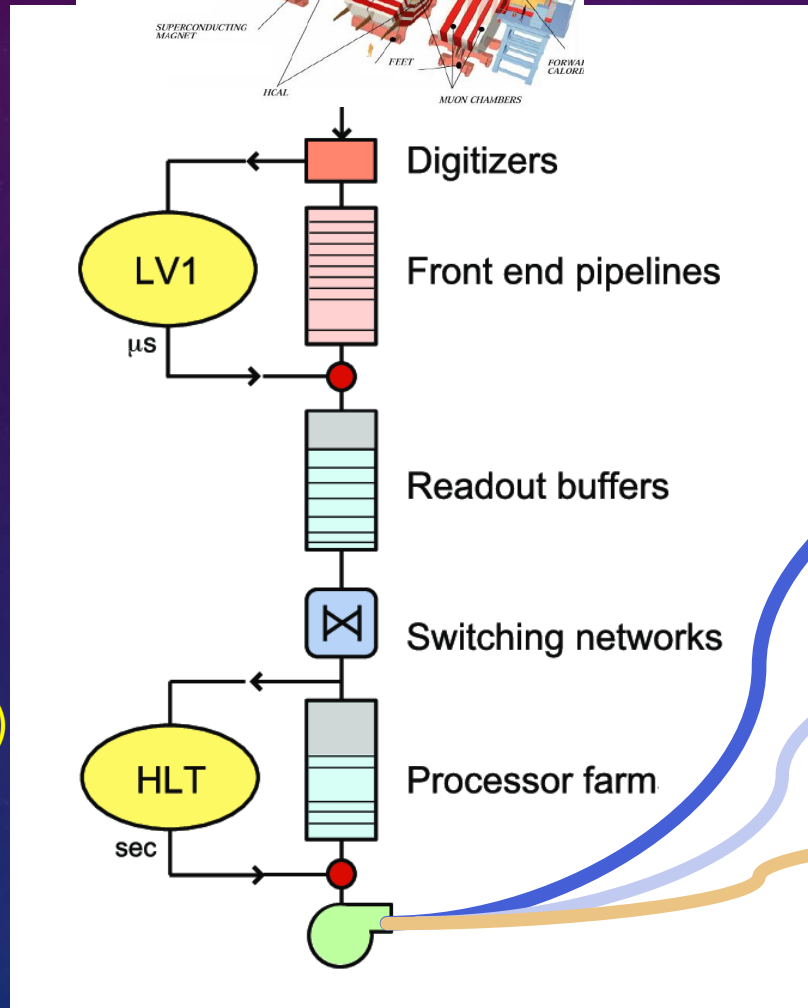 SUPERCONDUCTING
MAGNET
HCAL
FEET
MUON CHAMBERS
Digitizers
LV1
Front end pipelines
μs
Readout buffers
Switching networks
HLT
Processor farm
sec